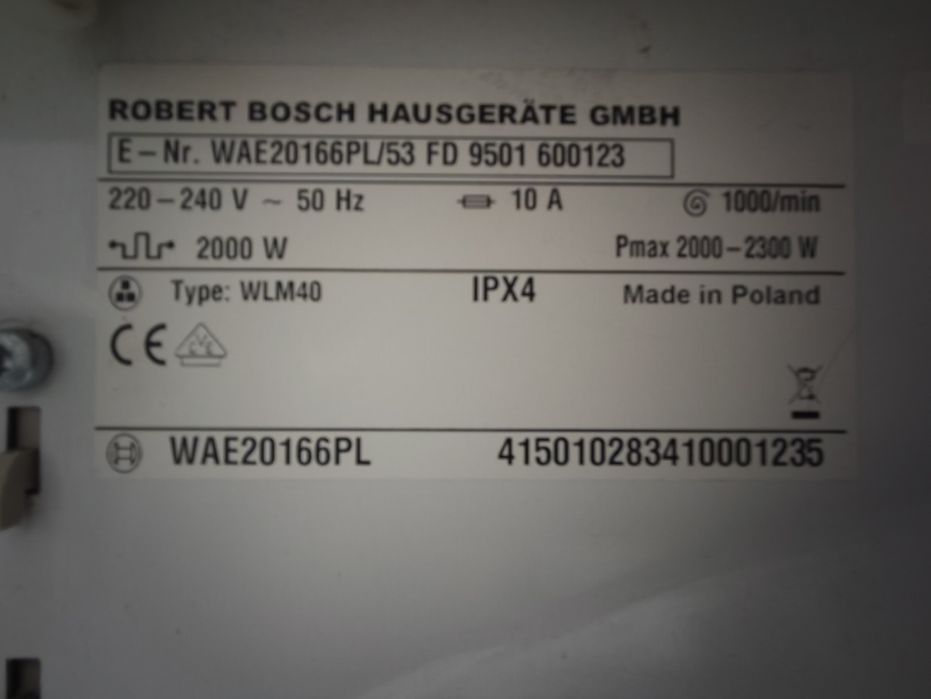 ROBERT BOSCH HAUSGERÄTE GMBH
E – Nr. WAE20166PL/53 FD 9501 600123
220 – 240 V ~ 50 Hz 10 A 1000/min
2000 W Pmax 2000 – 2300 W
Type: WLM40 IPX4 Made in Poland
CE
WAE20166PL 415010283410001235